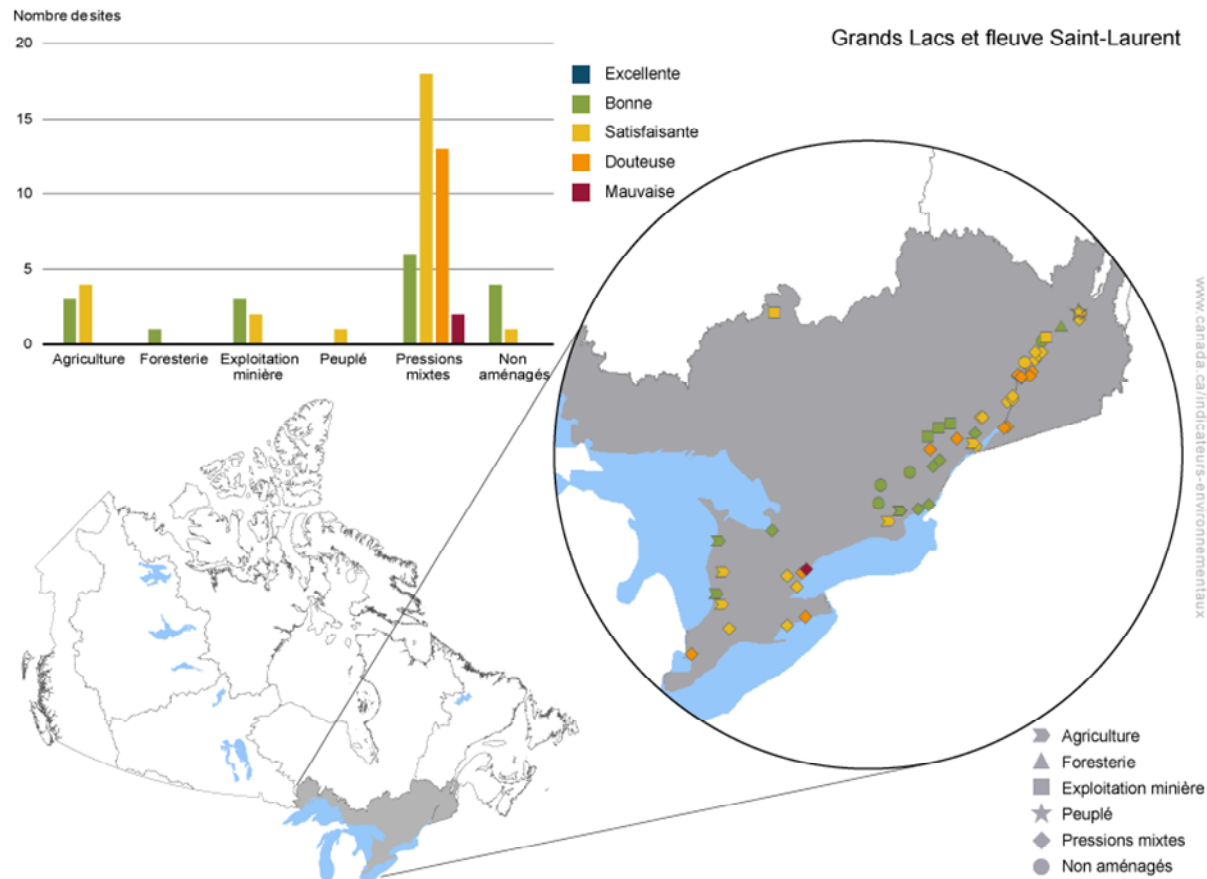 Nombre de sites
Grands Lacs et fleuve Saint-Laurent
20
15
10
5
0
Excellente
Bonne
Satisfaisante
Douteuse
Mauvaise
Agriculture
Foresterie
Exploitation
minière
Peuplé
Pressions
mixtes
Non
aménagés
www.canada.ca/indicateurs-environnementaux
Agriculture
Foresterie
Exploitation minière
Peuplé
Pressions mixtes
Non aménagés